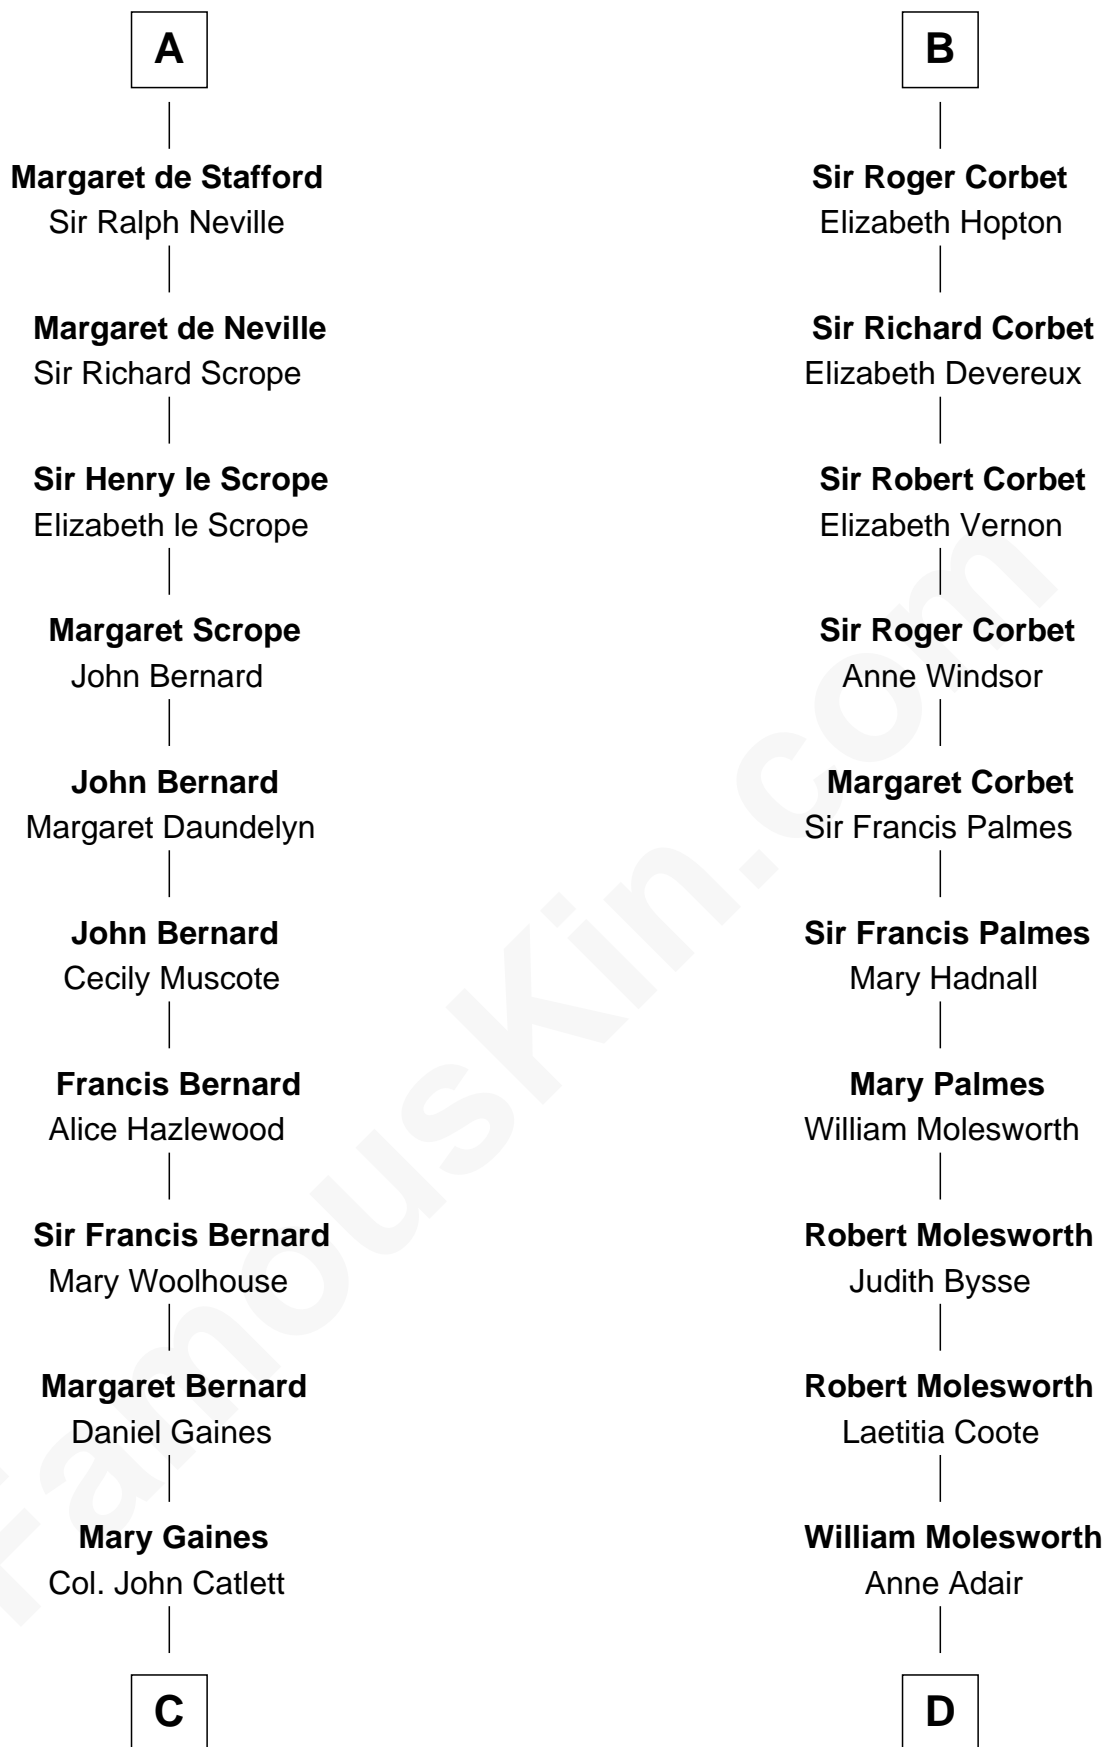 A
Margaret de Stafford
Sir Ralph Neville
Margaret de Neville
Sir Richard Scrope
Sir Henry le Scrope
Elizabeth le Scrope
Margaret Scrope
John Bernard
John Bernard
Margaret Daundelyn
John Bernard
Cecily Muscote
Francis Bernard
Alice Hazlewood
Sir Francis Bernard
Mary Woolhouse
Margaret Bernard
Daniel Gaines
Mary Gaines
Col. John Catlett
C
B
Sir Roger Corbet
Elizabeth Hopton
Sir Richard Corbet
Elizabeth Devereux
Sir Robert Corbet
Elizabeth Vernon
Sir Roger Corbet
Anne Windsor
Margaret Corbet
Sir Francis Palmes
Sir Francis Palmes
Mary Hadnall
Mary Palmes
William Molesworth
Robert Molesworth
Judith Bysse
Robert Molesworth
Laetitia Coote
William Molesworth
Anne Adair
D
FamousKin.com